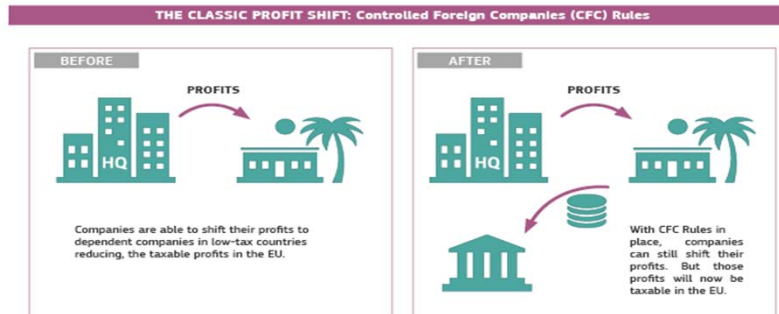 THE CLASSIC PROFIT SHIFT: Controlled Foreign Companies (CFC) Rules
BEFORE
PROFITS
HQ
Companies are able to shift their profits to
dependent companies in low-tax countries
reducing, the taxable profits in the EU.
AFTER
PROFITS
HQ
With CFC Rules in
place, companies
can still shift their
profits. But those
profits will now be
taxable in the EU.